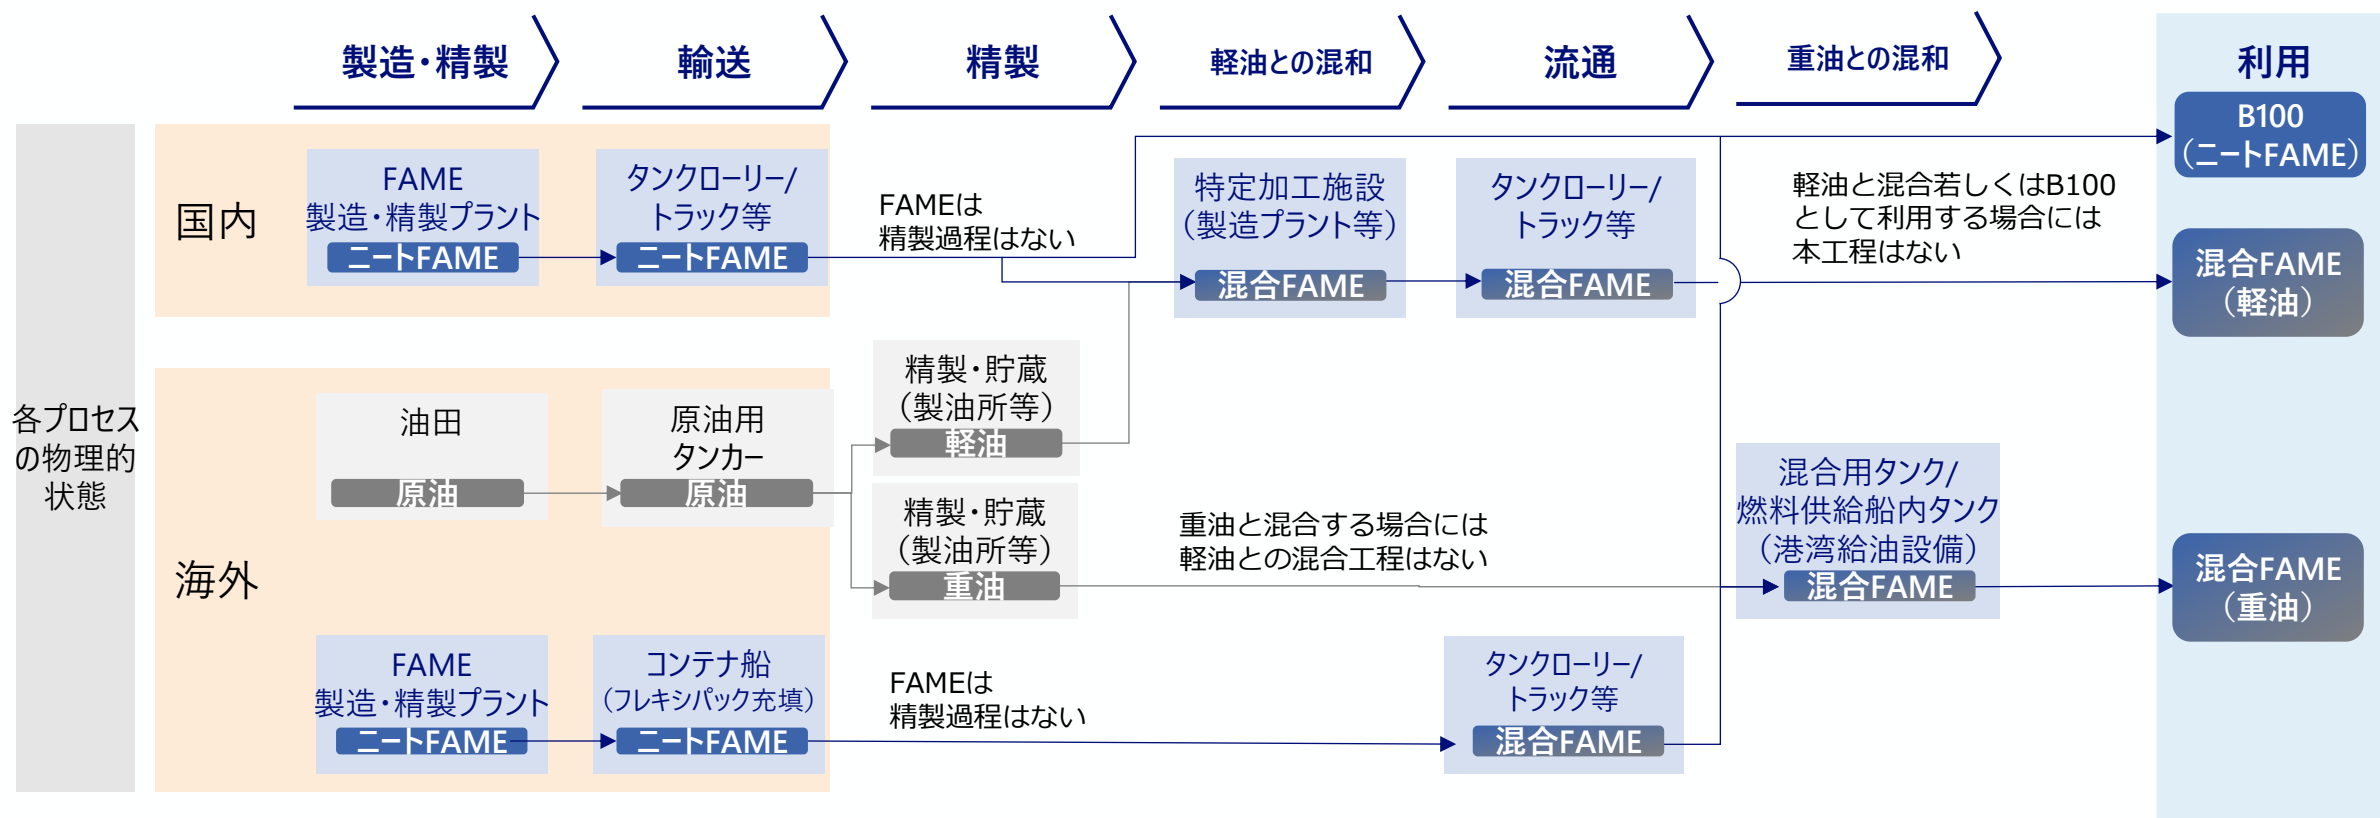 製造・精製
輸送
精製
軽油との混和
流通
重油との混和
利用
各プロセス
の物理的
状態
国内
FAME
製造・精製プラント
ニートFAME
タンクローリー/
トラック等
ニートFAME
FAMEは
精製過程はない
特定加工施設
（製造プラント等）
混合FAME
タンクローリー/
トラック等
混合FAME
軽油と混合若しくはB100
として利用する場合には
本工程はない
B100
（ニートFAME）
混合FAME
（軽油）
海外
油田
原油
原油用
タンカー
原油
精製・貯蔵
（製油所等）
軽油
精製・貯蔵
（製油所等）
重油
重油と混合する場合には
軽油との混合工程はない
混合用タンク/
燃料供給船内タンク
（港湾給油設備）
混合FAME
混合FAME
（重油）
FAME
製造・精製プラント
ニートFAME
コンテナ船
（フレキシパック充填）
ニートFAME
FAMEは
精製過程はない
タンクローリー/
トラック等
混合FAME